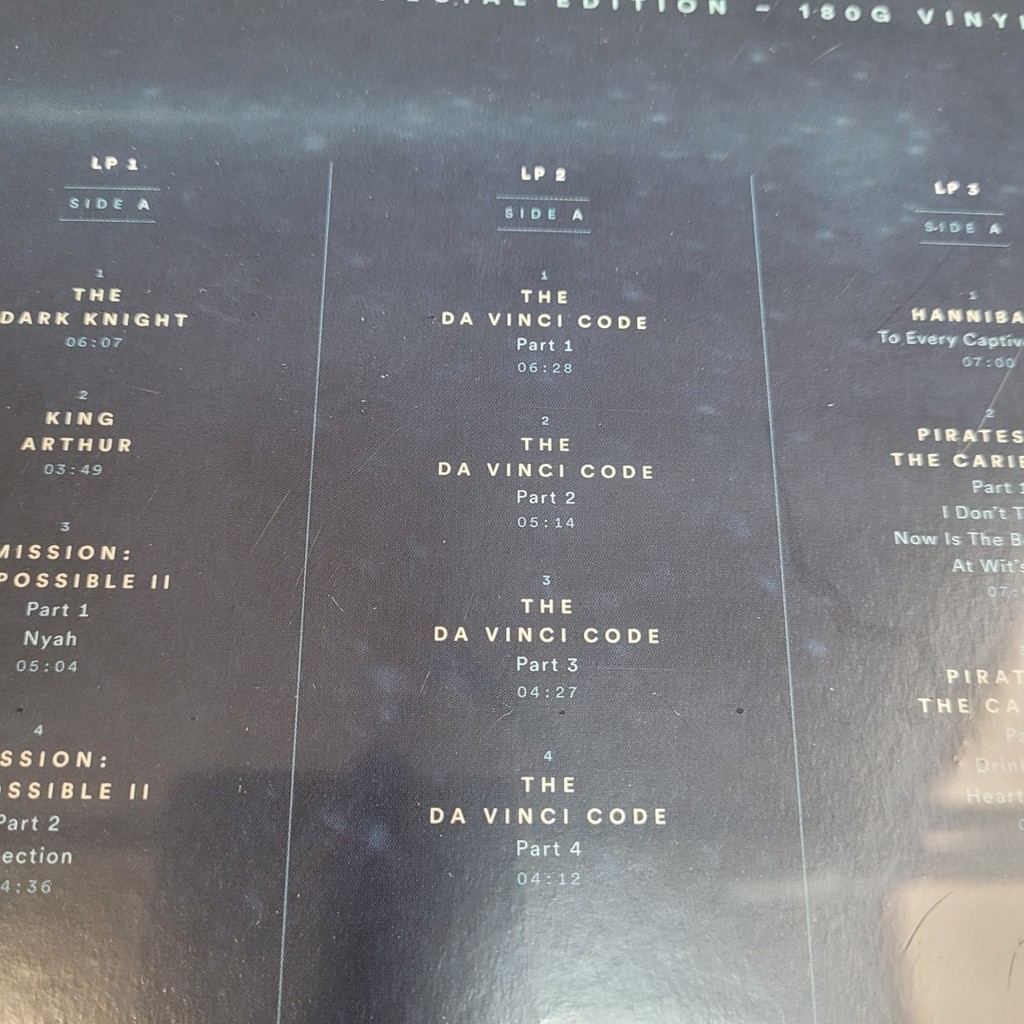 EDITION - 180G
LP 1
SIDE A
1
THE
DARK KNIGHT
06:07
2
KING
ARTHUR
03:49
3
MISSION:
POSSIBLE II
Part 1
Nyah
05:04
4
SSION:
OSSIBLE II
Part 2
ection
4:36
LP 2
SIDE A
1
THE
DA VINCI CODE
Part 1
06:28
2
THE
DA VINCI CODE
Part 2
05:14
3
THE
DA VINCI CODE
Part 3
04:27
4
THE
DA VINCI CODE
Part 4
04:12
LP 3
SIDE A
1
HANNIBA
To Every Captiv
07:00
2
PIRATES
THE CARIB
Part 1
I Don't T
Now Is The B
At Wit's
07:
PIRAT
THE CA
Drink
Heart